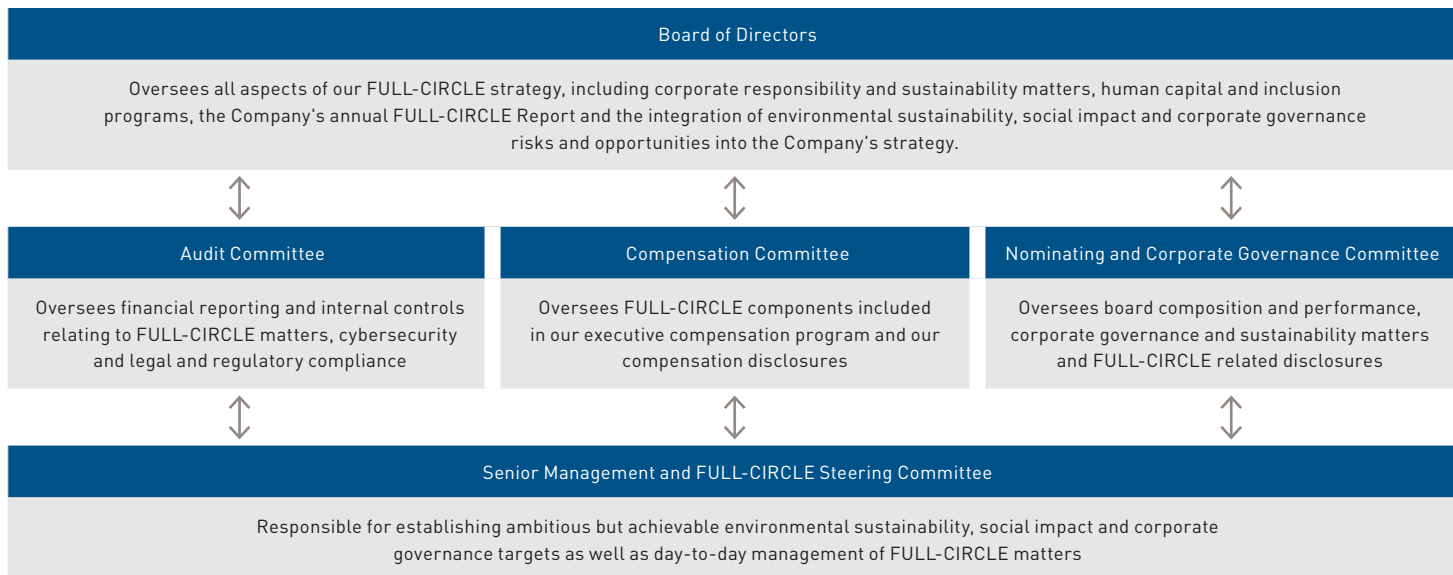 Board of Directors
Oversees all aspects of our FULL-CIRCLE strategy, including corporate responsibility and sustainability matters, human capital and inclusion
programs, the Company's annual FULL-CIRCLE Report and the integration of environmental sustainability, social impact and corporate governance
risks and opportunities into the Company's strategy.
Audit Committee
Oversees financial reporting and internal controls
relating to FULL-CIRCLE matters, cybersecurity
and legal and regulatory compliance
Compensation Committee
Oversees FULL-CIRCLE components included
in our executive compensation program and our
compensation disclosures
Nominating and Corporate Governance Committee
Oversees board composition and performance,
corporate governance and sustainability matters
and FULL-CIRCLE related disclosures
Senior Management and FULL-CIRCLE Steering Committee
Responsible for establishing ambitious but achievable environmental sustainability, social impact and corporate
governance targets as well as day-to-day management of FULL-CIRCLE matters